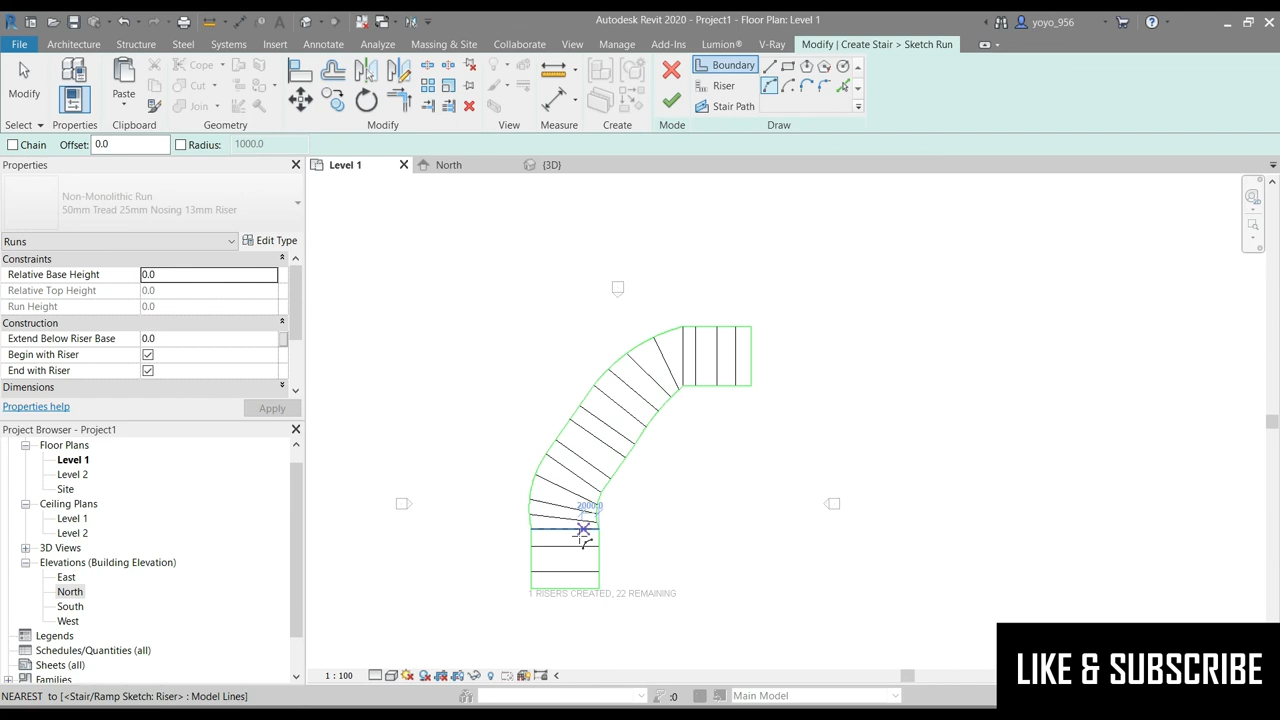 Autodesk Revit 2020 - Project1 - Floor Plan: Level 1
yoyo_956
File
Architecture
Structure
Steel
Systems
Insert
Annotate
Analyze
Massing & Site
Collaborate
View
Manage
Add-Ins
Lumion®
V-Ray
Modify | Create Stair > Sketch Run
Modify
Paste
Cope
Cut
Join
Boundary
Riser
Stair Path
Select
Properties
Clipboard
Geometry
Modify
View
Measure
Create
Mode
Draw
Chain
Offset:
0.0
Radius:
1000.0
Properties
Level 1
North
{3D}
Non-Monolithic Run
50mm Tread 25mm Nosing 13mm Riser
Runs
Edit Type
Constraints
Relative Base Height
0.0
Relative Top Height
0.0
Run Height
0.0
Construction
Extend Below Riser Base
0.0
Begin with Riser
End with Riser
Dimensions
Properties help
Apply
Project Browser - Project1
Floor Plans
Level 1
Level 2
Site
Ceiling Plans
Level 1
Level 2
3D Views
Elevations (Building Elevation)
East
North
South
West
Legends
Schedules/Quantities (all)
Sheets (all)
Families
2000.0
1 RISERS CREATED, 22 REMAINING
1 : 100
NEAREST to [<Stair/Ramp Sketch: Riser> : Model Lines]
:0
Main Model
LIKE & SUBSCRIBE